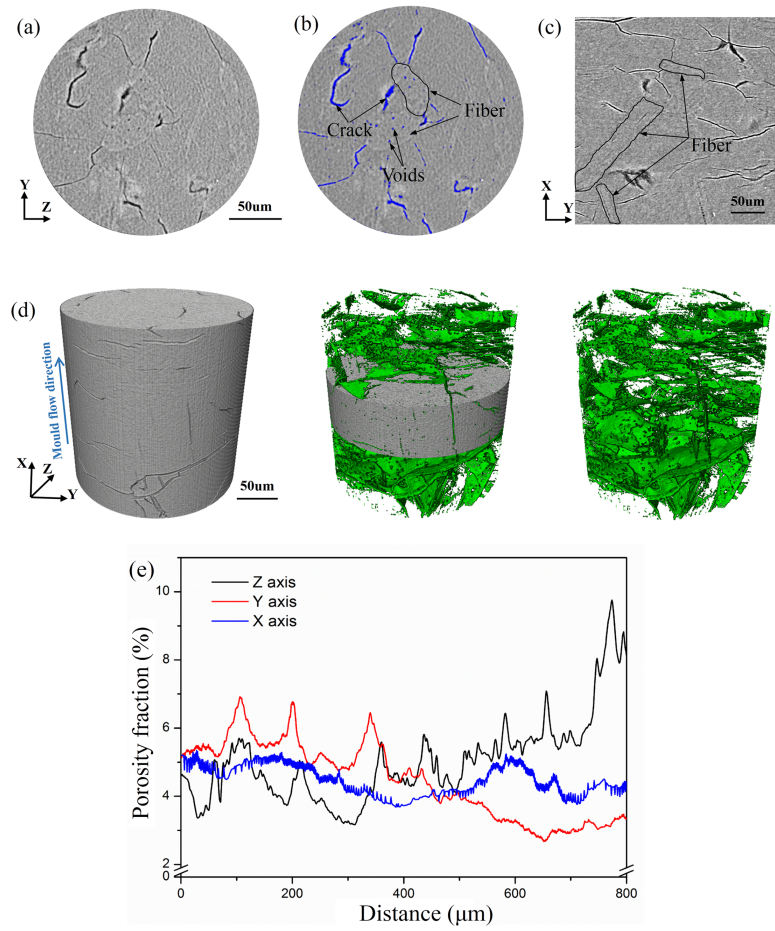 (a)
Y
Z
50um
(b)
Crack
Fiber
Voids
(c)
Fiber
X
Y
50um
(d)
Mould flow direction
X
Z
Y
50um
(e)
Z axis
Y axis
X axis
Porosity fraction (%)
10
8
6
4
2
0
0
200
400
600
800
Distance (μm)